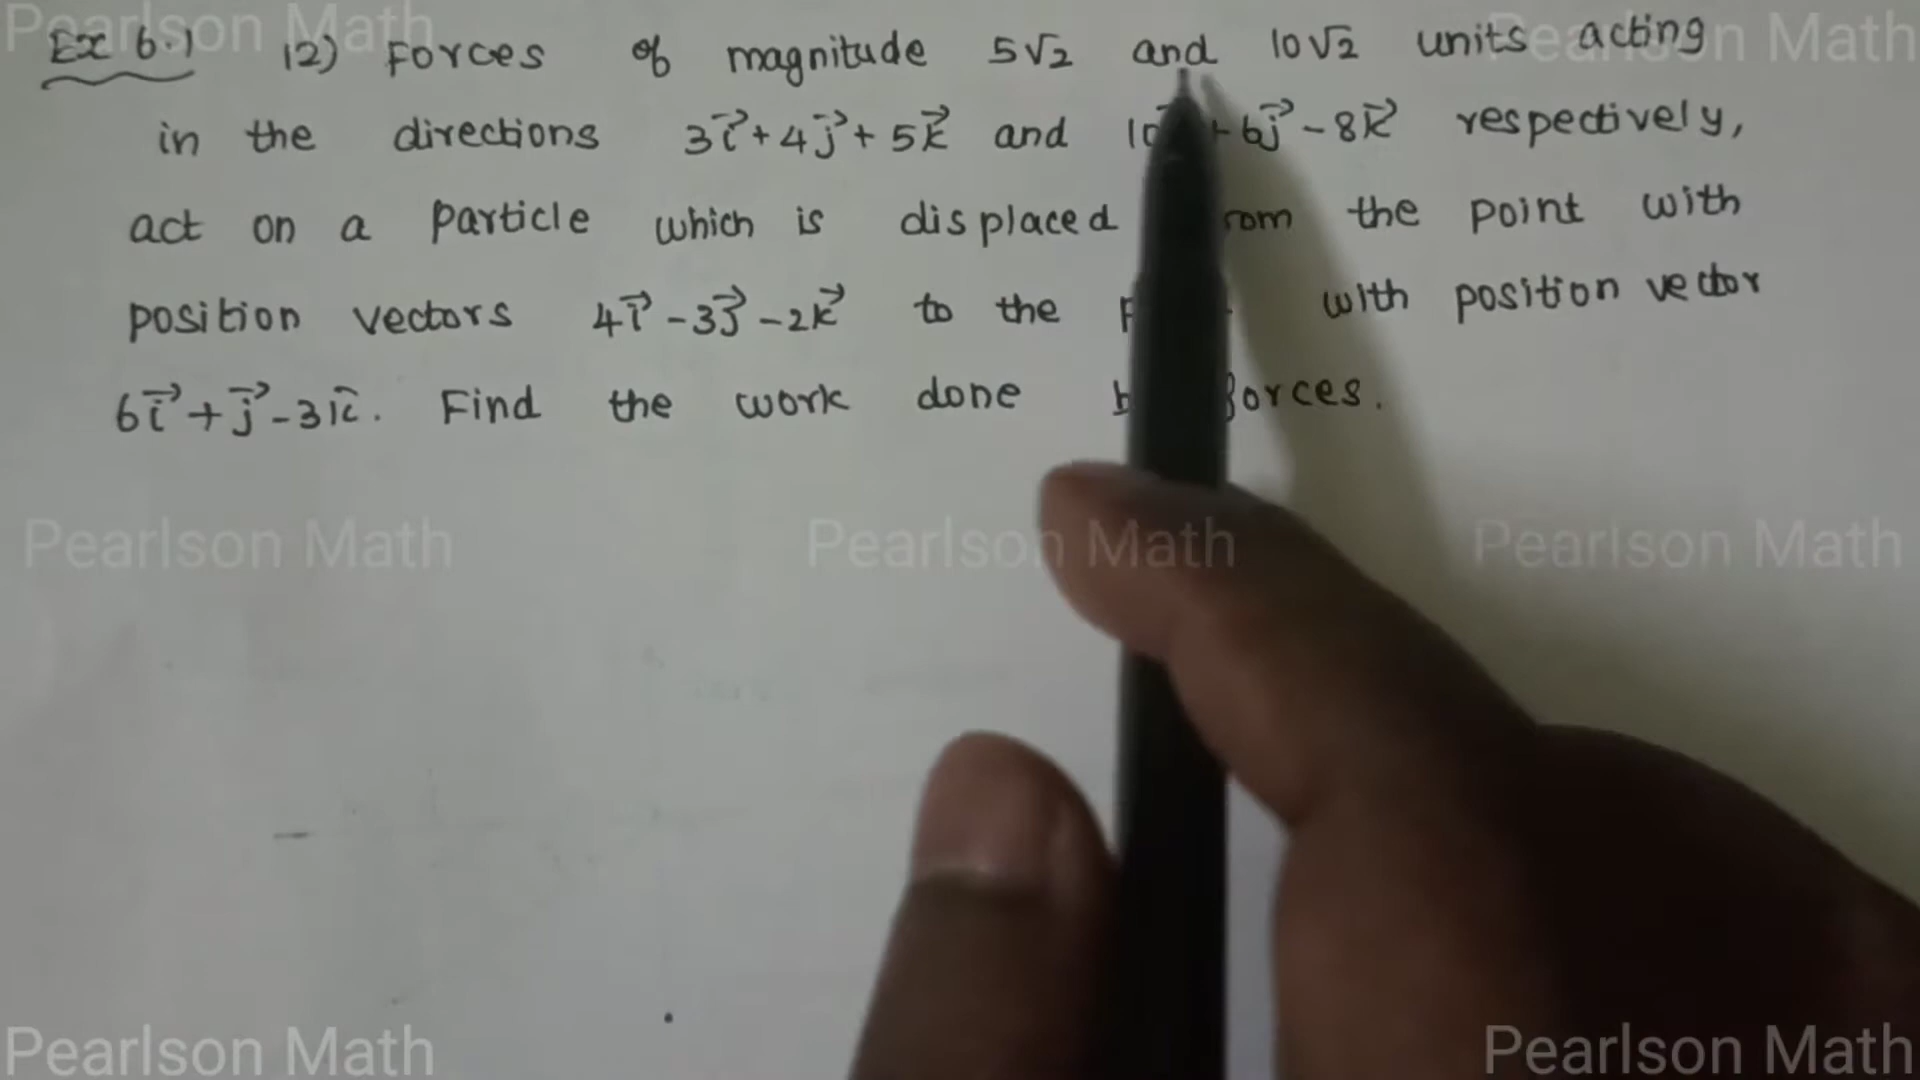 Pearlson Math Pearlson Math
Ex 6.1 12) Forces of magnitude 5√2 and 10√2 units acting
in the directions 3i⃗ + 4j⃗ + 5k⃗ and 10 + 6j⃗ - 8k⃗ respectively,
act on a particle which is displaced the point with
position vectors 4i⃗ - 3j⃗ - 2k⃗ to the with position vector
6i⃗ + j⃗ - 3k⃗. Find the work done forces.
Pearlson Math Pearlson Math Pearlson Math
Pearlson Math Pearlson Math